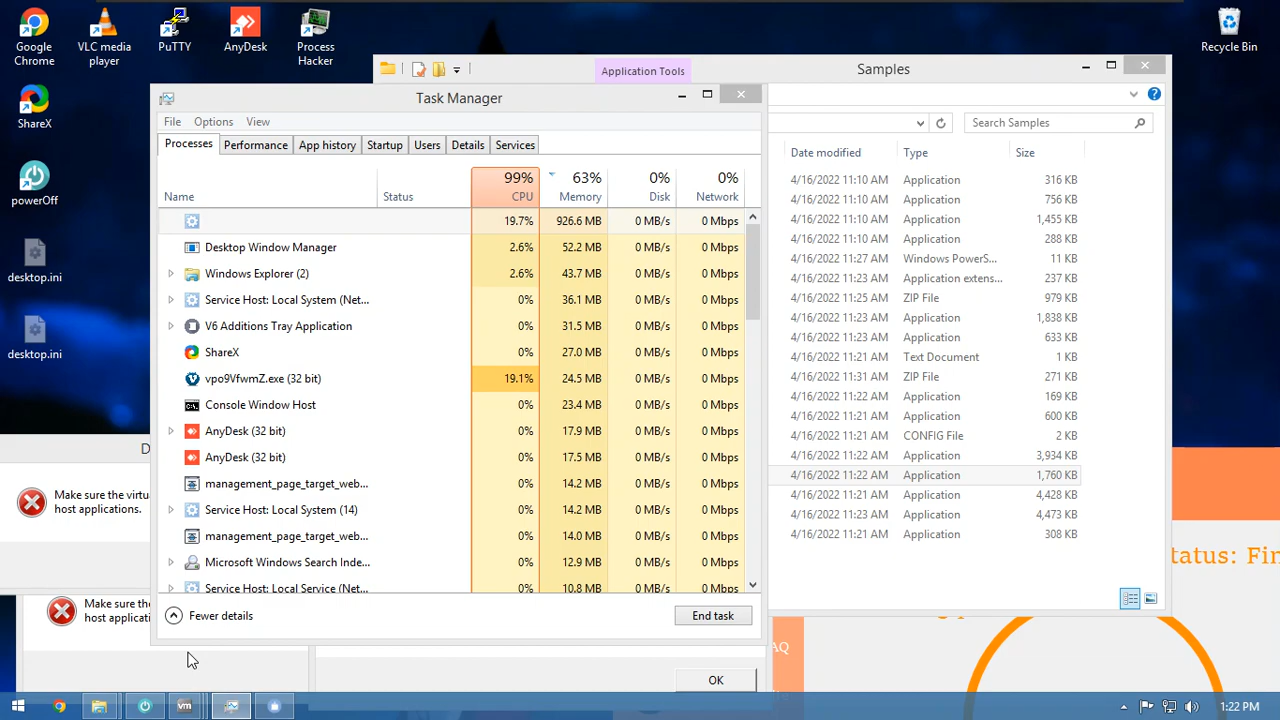 Google
Chrome
VLC media
player
PuTTY
AnyDesk
Process
Hacker
Recycle Bin
ShareX
powerOff
desktop.ini
desktop.ini
Application Tools
Samples
Search Samples
Date modified
Type
Size
4/16/2022 11:10 AM Application 316 KB
4/16/2022 11:10 AM Application 756 KB
4/16/2022 11:10 AM Application 1,455 KB
4/16/2022 11:10 AM Application 288 KB
4/16/2022 11:27 AM Windows PowerS... 11 KB
4/16/2022 11:23 AM Application extens... 237 KB
4/16/2022 11:25 AM ZIP File 979 KB
4/16/2022 11:23 AM Application 1,838 KB
4/16/2022 11:23 AM Application 633 KB
4/16/2022 11:21 AM Text Document 1 KB
4/16/2022 11:31 AM ZIP File 271 KB
4/16/2022 11:22 AM Application 169 KB
4/16/2022 11:21 AM Application 600 KB
4/16/2022 11:21 AM CONFIG File 2 KB
4/16/2022 11:22 AM Application 3,934 KB
4/16/2022 11:22 AM Application 1,760 KB
4/16/2022 11:21 AM Application 4,428 KB
4/16/2022 11:23 AM Application 4,473 KB
4/16/2022 11:21 AM Application 308 KB
Task Manager
File Options View
Processes Performance App history Startup Users Details Services
99% 63% 0% 0%
Name Status CPU Memory Disk Network
19.7% 926.6 MB 0 MB/s 0 Mbps
Desktop Window Manager 2.6% 52.2 MB 0 MB/s 0 Mbps
Windows Explorer (2) 2.6% 43.7 MB 0 MB/s 0 Mbps
Service Host: Local System (Net... 0% 36.1 MB 0 MB/s 0 Mbps
V6 Additions Tray Application 0% 31.5 MB 0 MB/s 0 Mbps
ShareX 0% 27.0 MB 0 MB/s 0 Mbps
vpo9VfwmZ.exe (32 bit) 19.1% 24.5 MB 0 MB/s 0 Mbps
Console Window Host 0% 23.4 MB 0 MB/s 0 Mbps
AnyDesk (32 bit) 0% 17.9 MB 0 MB/s 0 Mbps
AnyDesk (32 bit) 0% 17.5 MB 0 MB/s 0 Mbps
management_page_target_web... 0% 14.2 MB 0 MB/s 0 Mbps
Service Host: Local System (14) 0% 14.2 MB 0 MB/s 0 Mbps
management_page_target_web... 0% 14.0 MB 0 MB/s 0 Mbps
Microsoft Windows Search Inde... 0% 12.9 MB 0 MB/s 0 Mbps
Service Host: Local Service (Net... 0% 10.8 MB 0 MB/s 0 Mbps
Fewer details
End task
D
Make sure the virtu
host applications.
Make sure the
host applicati
OK
AQ
tatus: Fin
vm
1:22 PM